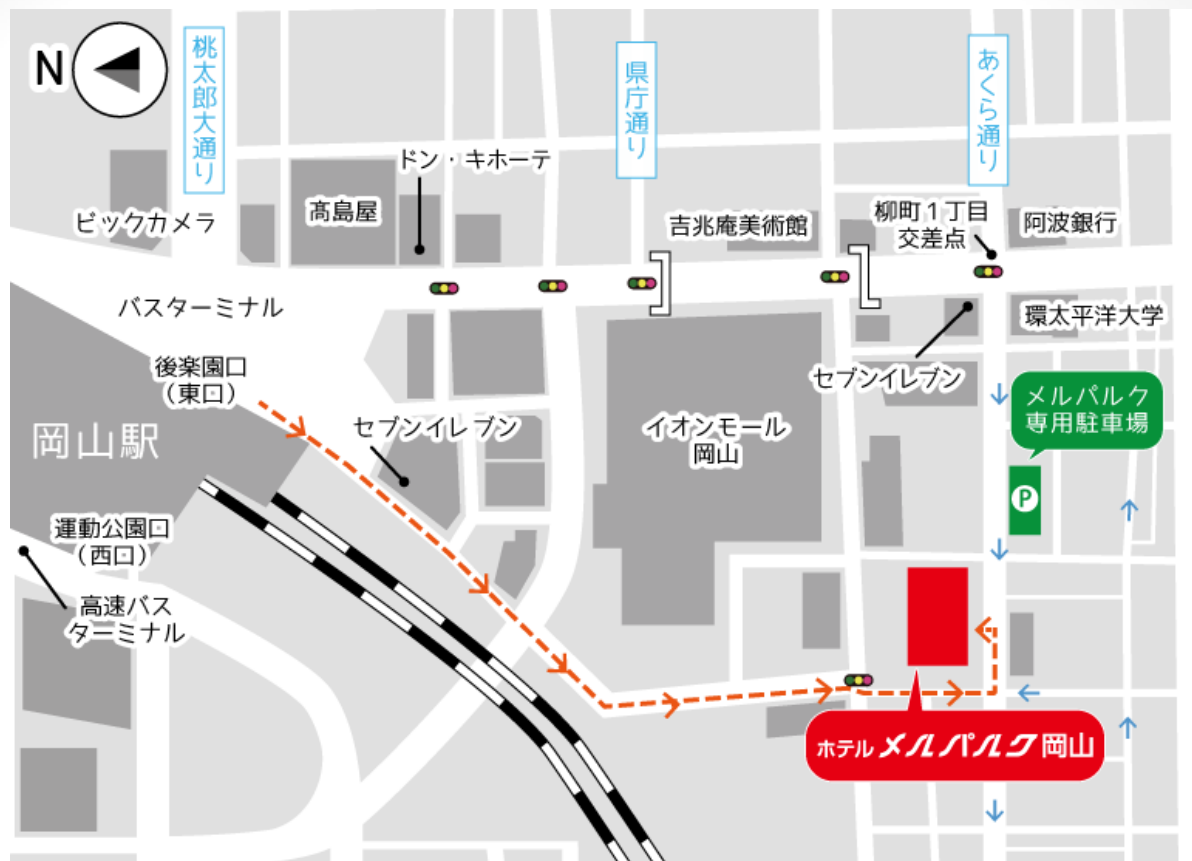 N
桃太郎大通り
県庁通り
あくら通り
ドン・キホーテ
ビックカメラ
髙島屋
吉兆庵美術館
柳町1丁目
交差点
阿波銀行
バスターミナル
環太平洋大学
後楽園口
（東口）
セブンイレブン
メルパルク
専用駐車場
岡山駅
セブンイレブン
イオンモール
岡山
P
運動公園口
（西口）
高速バス
ターミナル
ホテル メルパルク 岡山